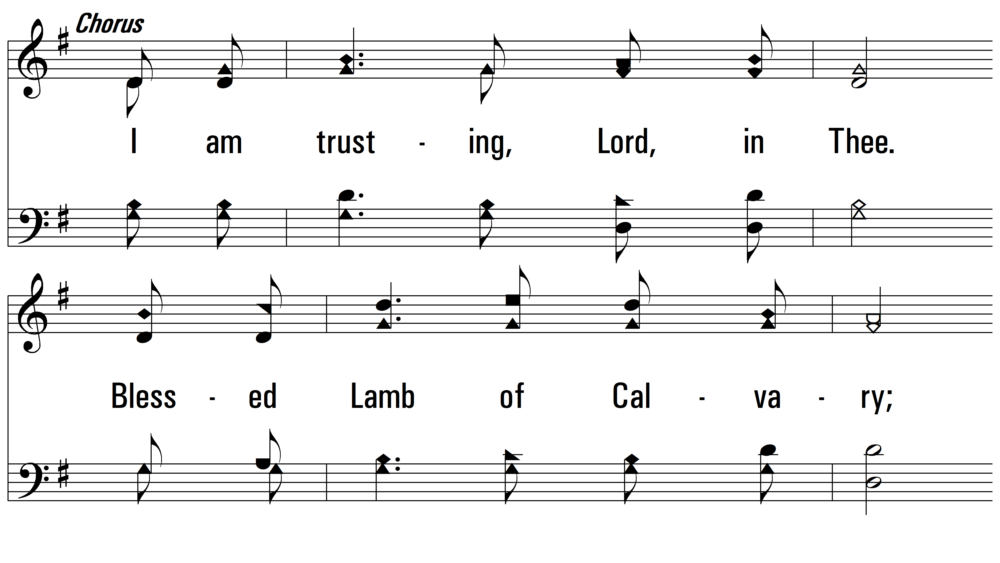 Chorus
I am trust - ing, Lord, in Thee.
Bless - ed Lamb of Cal - va - ry;